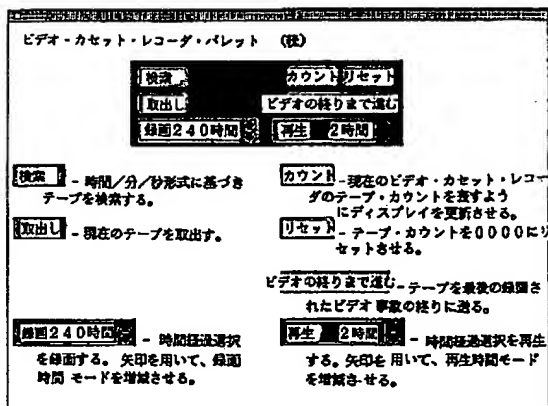 ビデオ・カセット・レコーダ・パレット (後)
検索 カウント リセット
取出し ビデオの終りまで進む
録画240時間 再生 2時間
検索 - 時間/分/秒形式に基づき
テープを検索する。
カウント - 現在のビデオ・カセット・レコー
ダのテープ・カウントを表すよう
にディスプレイを更新させる。
取出し - 現在のテープを取出す。
リセット - テープ・カウントを0000にリ
セットさせる。
ビデオの終りまで進む - テープを最後の録画さ
れたビデオ事数の終りに送る。
録画240時間 - 時間経過選択
を録画する。矢印を用いて、録画
時間 モードを増減させる。
再生 2時間 - 時間経過選択を再生
する。矢印を 用いて、再生時間モード
を増減させる。